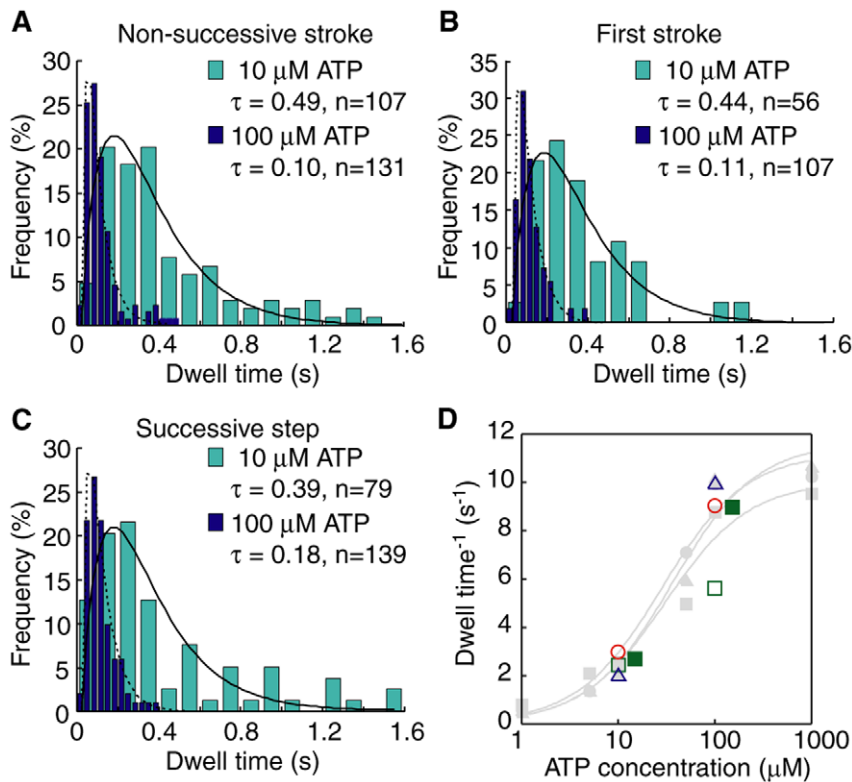 A
Non-successive stroke
Frequency (%)
30
25
20
15
10
5
0
10 μM ATP
τ = 0.49, n=107
100 μM ATP
τ = 0.10, n=131
0 0.4 0.8 1.2 1.6
Dwell time (s)
B
First stroke
Frequency (%)
35
30
25
20
15
10
5
0
10 μM ATP
τ = 0.44, n=56
100 μM ATP
τ = 0.11, n=107
0 0.4 0.8 1.2 1.6
Dwell time (s)
C
Successive step
Frequency (%)
30
25
20
15
10
5
0
10 μM ATP
τ = 0.39, n=79
100 μM ATP
τ = 0.18, n=139
0 0.4 0.8 1.2 1.6
Dwell time (s)
D
Dwell time⁻¹ (s⁻¹)
12
10
8
6
4
2
0
1 10 100 1000
ATP concentration (μM)